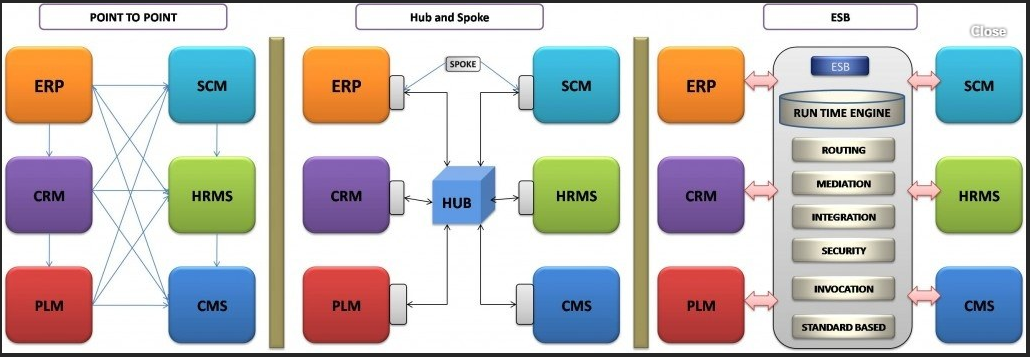 POINT TO POINT
Hub and Spoke
ESB
Close
ERP
SCM
CRM
HRMS
PLM
CMS
SPOKE
ERP
SCM
CRM
HUB
HRMS
PLM
CMS
ERP
ESB
SCM
RUN TIME ENGINE
ROUTING
CRM
MEDIATION
HRMS
INTEGRATION
SECURITY
PLM
INVOCATION
CMS
STANDARD BASED